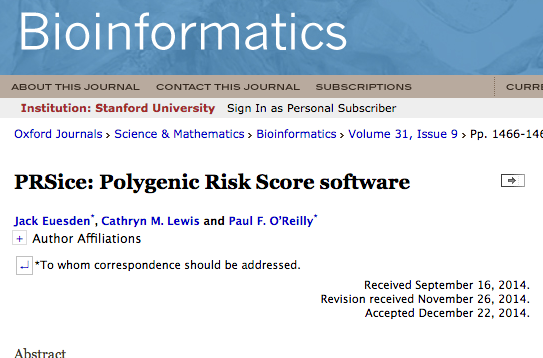 Bioinformatics
ABOUT THIS JOURNAL CONTACT THIS JOURNAL SUBSCRIPTIONS
Institution: Stanford University Sign In as Personal Subscriber
Oxford Journals > Science & Mathematics > Bioinformatics > Volume 31, Issue 9 > Pp. 1466-146
PRSice: Polygenic Risk Score software
Jack Euesden*, Cathryn M. Lewis and Paul F. O'Reilly*
+ Author Affiliations
*To whom correspondence should be addressed.
Received September 16, 2014.
Revision received November 26, 2014.
Accepted December 22, 2014.
Abstract